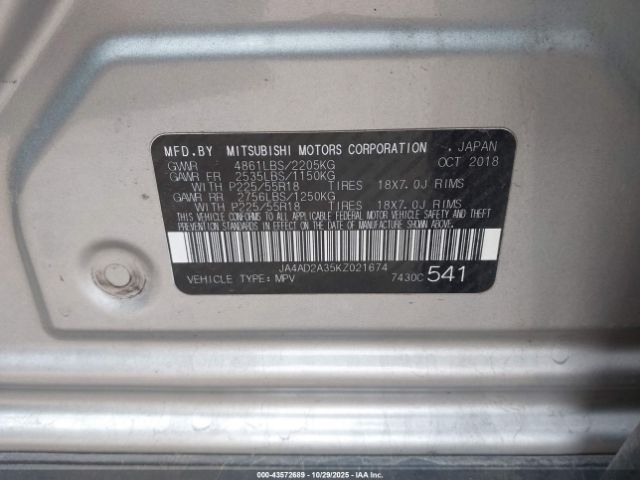 MFD.BY MITSUBISHI MOTORS CORPORATION , JAPAN
GVWR 4861LBS/2205KG OCT 2018
GAWR FR 2535LBS/1150KG
WITH P225/55R18 TIRES 18X7.0J RIMS
GAWR RR 2756LBS/1250KG
WITH P225/55R18 TIRES 18X7.0J RIMS
THIS VEHICLE CONFORMS TO ALL APPLICABLE FEDERAL MOTOR VEHICLE SAFETY AND THEFT
PREVENTION STANDARDS IN EFFECT ON THE DATE OF MANUFACTURE SHOWN ABOVE.
JA4AD2A35KZ021674
VEHICLE TYPE: MPV 7430C 541
00-43572689 • 10/29/2025 • IAAI.COM